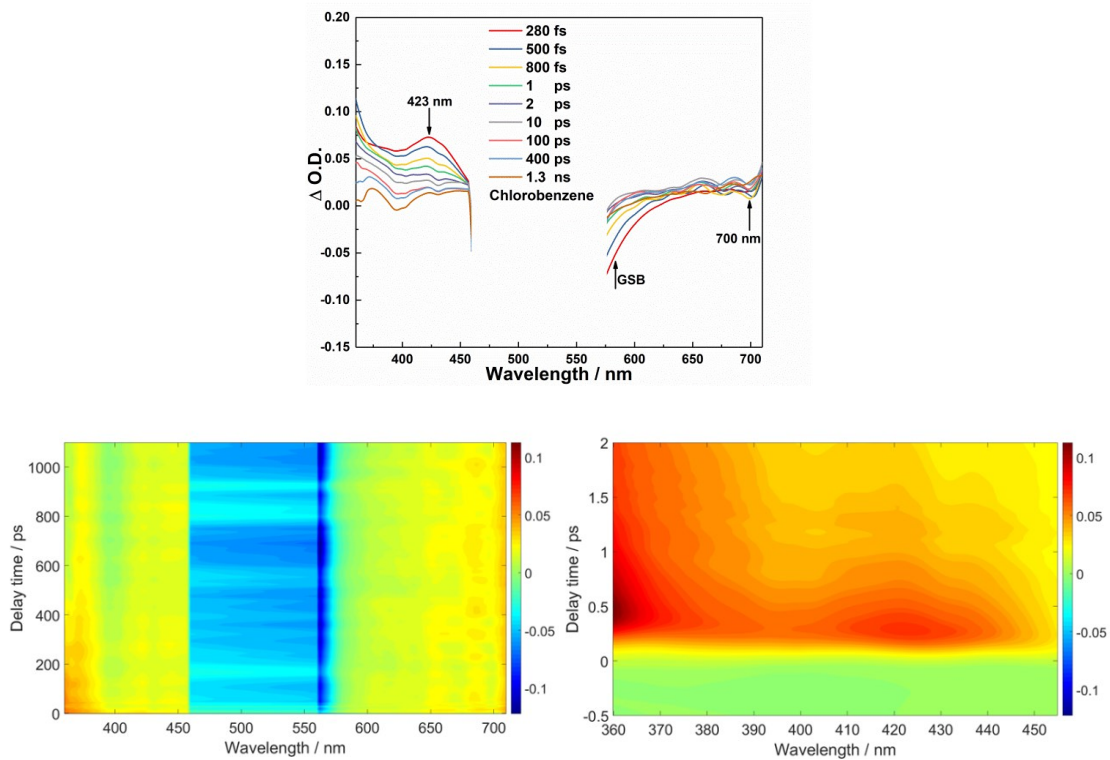 0.20
0.15
0.10
0.05
0.00
-0.05
-0.10
-0.15
Δ O.D.
280 fs
500 fs
800 fs
1 ps
2 ps
10 ps
100 ps
400 ps
1.3 ns
Chlorobenzene
423 nm
700 nm
GSB
400 450 500 550 600 650 700
Wavelength / nm
1000
800
600
400
200
0
Delay time / ps
400 450 500 550 600 650 700
Wavelength / nm
0.1
0.05
0
-0.05
-0.1
2
1.5
1
0.5
0
-0.5
Delay time / ps
360 370 380 390 400 410 420 430 440 450
Wavelength / nm
0.1
0.05
0
-0.05
-0.1